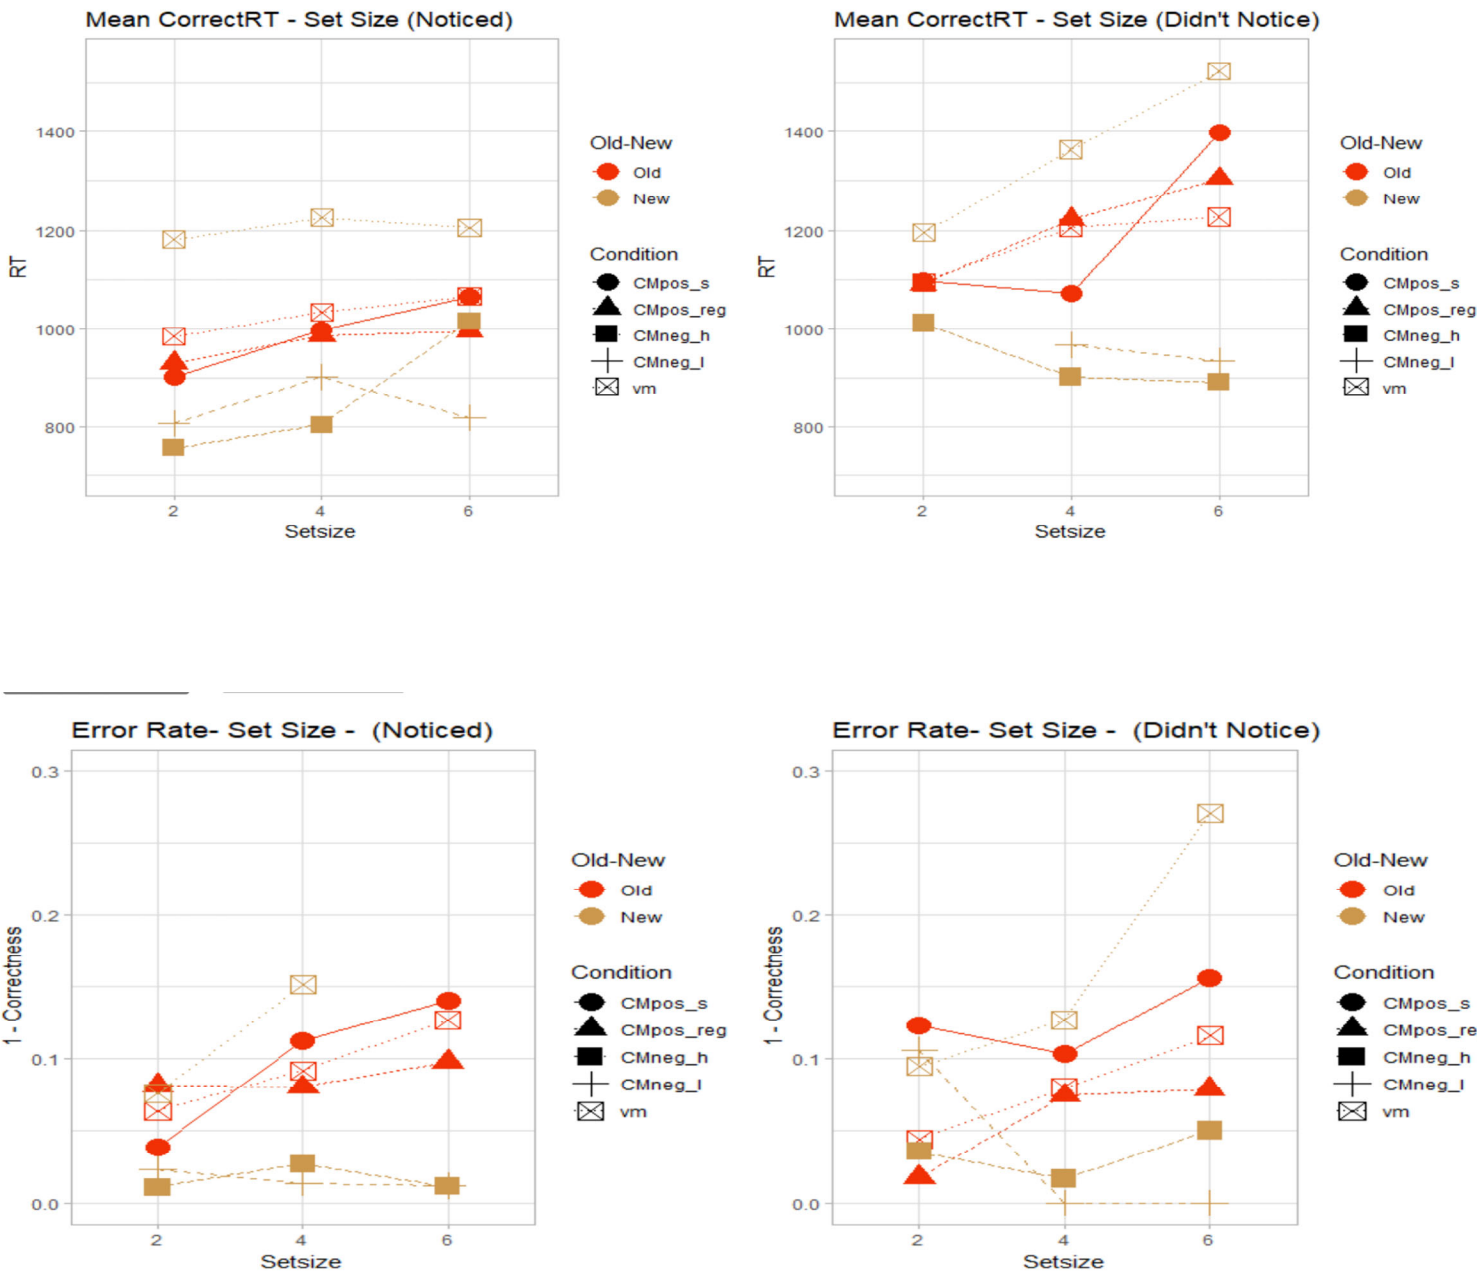 Mean CorrectRT - Set Size (Noticed)
1400
1200
1000
800
RT
2 4 6
Setsize
Old-New
Old
New
Condition
CMpos_s
CMpos_reg
CMneg_h
CMneg_l
vm
Mean CorrectRT - Set Size (Didn't Notice)
1400
1200
1000
800
RT
2 4 6
Setsize
Old-New
Old
New
Condition
CMpos_s
CMpos_reg
CMneg_h
CMneg_l
vm
Error Rate- Set Size - (Noticed)
0.3
0.2
0.1
0.0
1 - Correctness
2 4 6
Setsize
Old-New
Old
New
Condition
CMpos_s
CMpos_reg
CMneg_h
CMneg_l
vm
Error Rate- Set Size - (Didn't Notice)
0.3
0.2
0.1
0.0
1 - Correctness
2 4 6
Setsize
Old-New
Old
New
Condition
CMpos_s
CMpos_re
CMneg_h
CMneg_l
vm